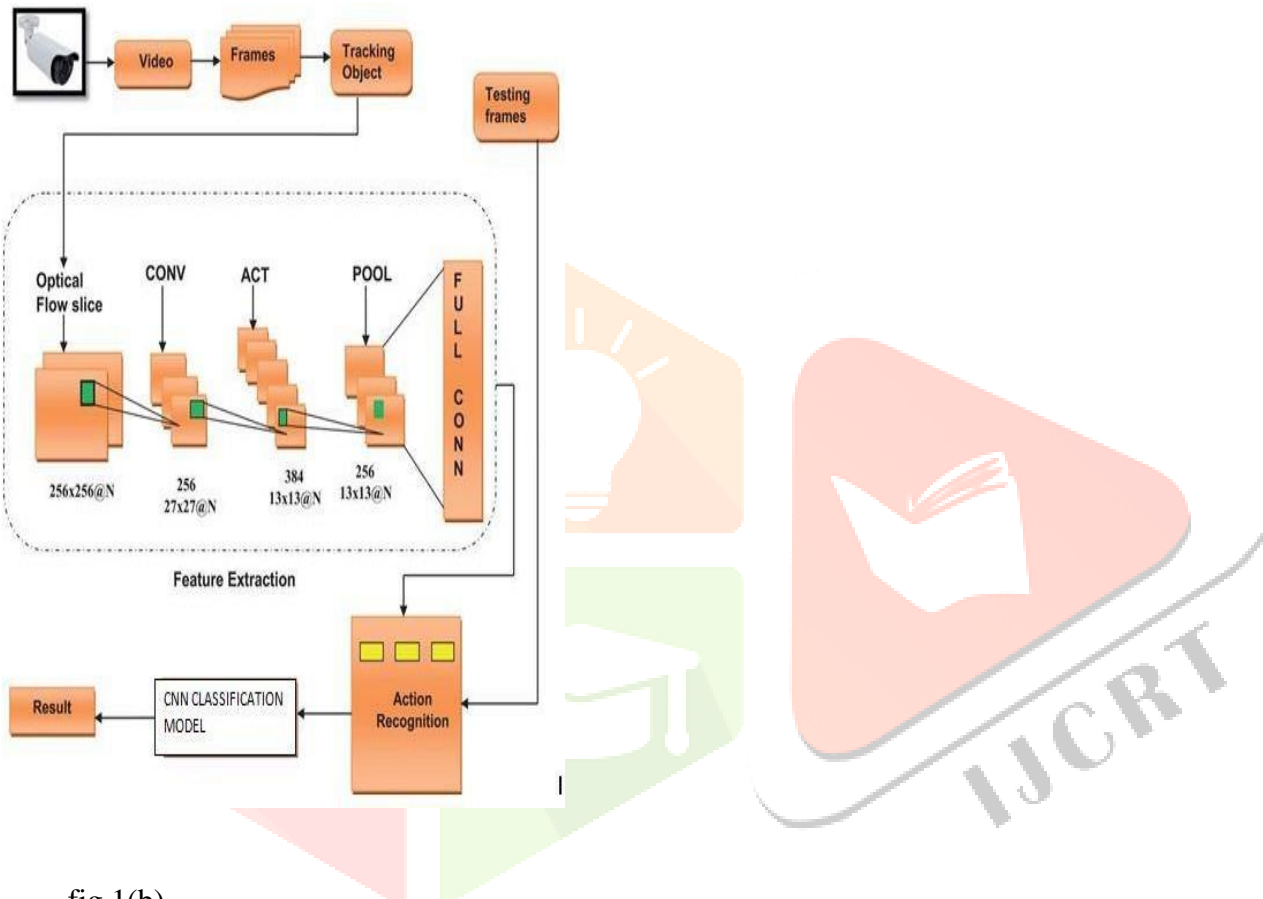 Video
Frames
Tracking
Object
Testing
frames
Optical
Flow slice
CONV
ACT
POOL
F
U
L
L
C
O
N
N
256x256@N
256
27x27@N
384
13x13@N
256
13x13@N
Feature Extraction
Action
Recognition
CNN CLASSIFICATION
MODEL
Result
IJCRT
fig 1(b)